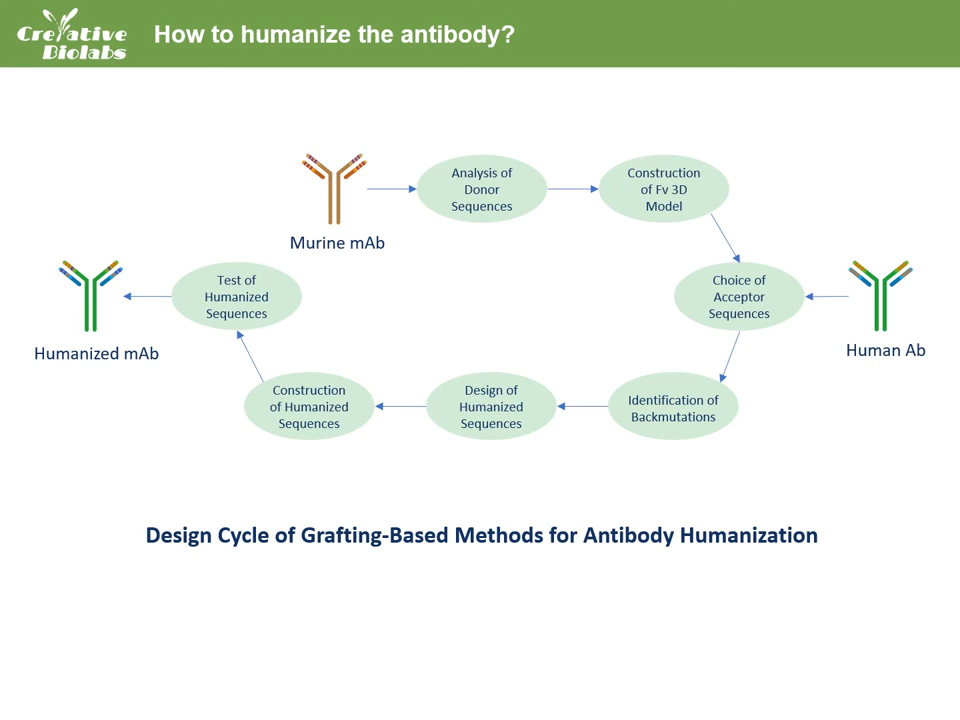 Creative
Biolabs
How to humanize the antibody?
Analysis of
Donor
Sequences
Construction
of Fv 3D
Model
Murine mAb
Test of
Humanized
Sequences
Choice of
Acceptor
Sequences
Humanized mAb
Human Ab
Construction
of Humanized
Sequences
Design of
Humanized
Sequences
Identification of
Backmutations
Design Cycle of Grafting-Based Methods for Antibody Humanization